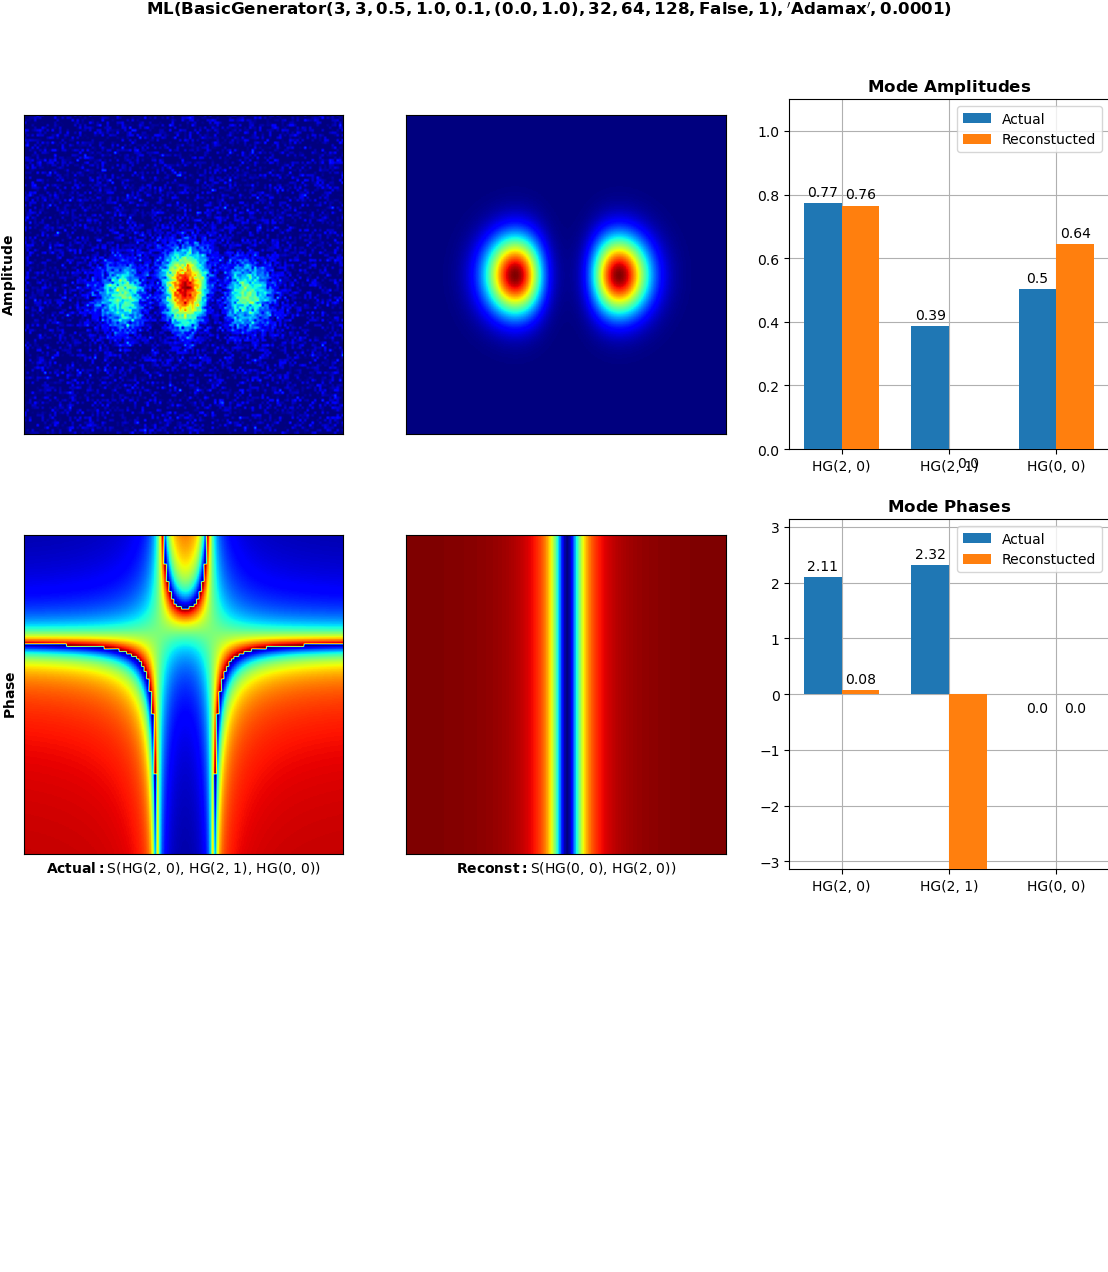 ML(BasicGenerator(3, 3, 0.5, 1.0, 0.1, (0.0, 1.0), 32, 64, 128, False, 1), ′Adamax′, 0.0001)
Amplitude
Mode Amplitudes
Actual
Reconstucted
1.0
0.8
0.6
0.4
0.2
0.0
0.77
0.76
0.39
0.0
0.5
0.64
HG(2, 0)
HG(2, 1)
HG(0, 0)
Phase
Actual: S(HG(2, 0), HG(2, 1), HG(0, 0))
Reconst: S(HG(0, 0), HG(2, 0))
Mode Phases
Actual
Reconstucted
3
2
1
0
−1
−2
−3
2.11
0.08
2.32
0.0
0.0
HG(2, 0)
HG(2, 1)
HG(0, 0)